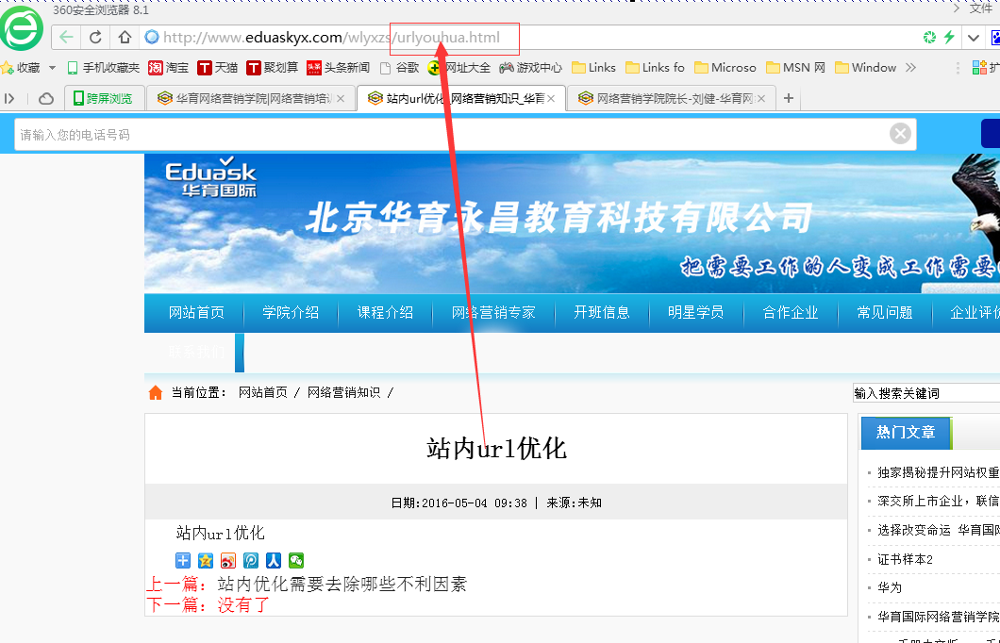 360安全浏览器 8.1
文件
http://www.eduaskyx.com/wlyxzs/urlyouhua.html
收藏 手机收藏夹 淘宝 天猫 聚划算 头条新闻 谷歌 网址大全 游戏中心 Links Links fo Microso MSN 网 Window
跨屏浏览 华育网络营销学院|网络营销培训 站内url优化_网络营销知识_华育 网络营销学院院长-刘健-华育网
请输入您的电话号码
Eduask
华育国际
北京华育永昌教育科技有限公司
把需要工作的人变成工作需要
网站首页 学院介绍 课程介绍 网络营销专家 开班信息 明星学员 合作企业 常见问题 企业评价
联系我们
当前位置： 网站首页 / 网络营销知识 /
输入搜索关键词
站内url优化
日期:2016-05-04 09:38 | 来源:未知
站内url优化
上一篇：站内优化需要去除哪些不利因素
下一篇：没有了
热门文章
独家揭秘提升网站权重
深交所上市企业，联信
选择改变命运 华育国际
证书样本2
华为
华育国际网络营销学院